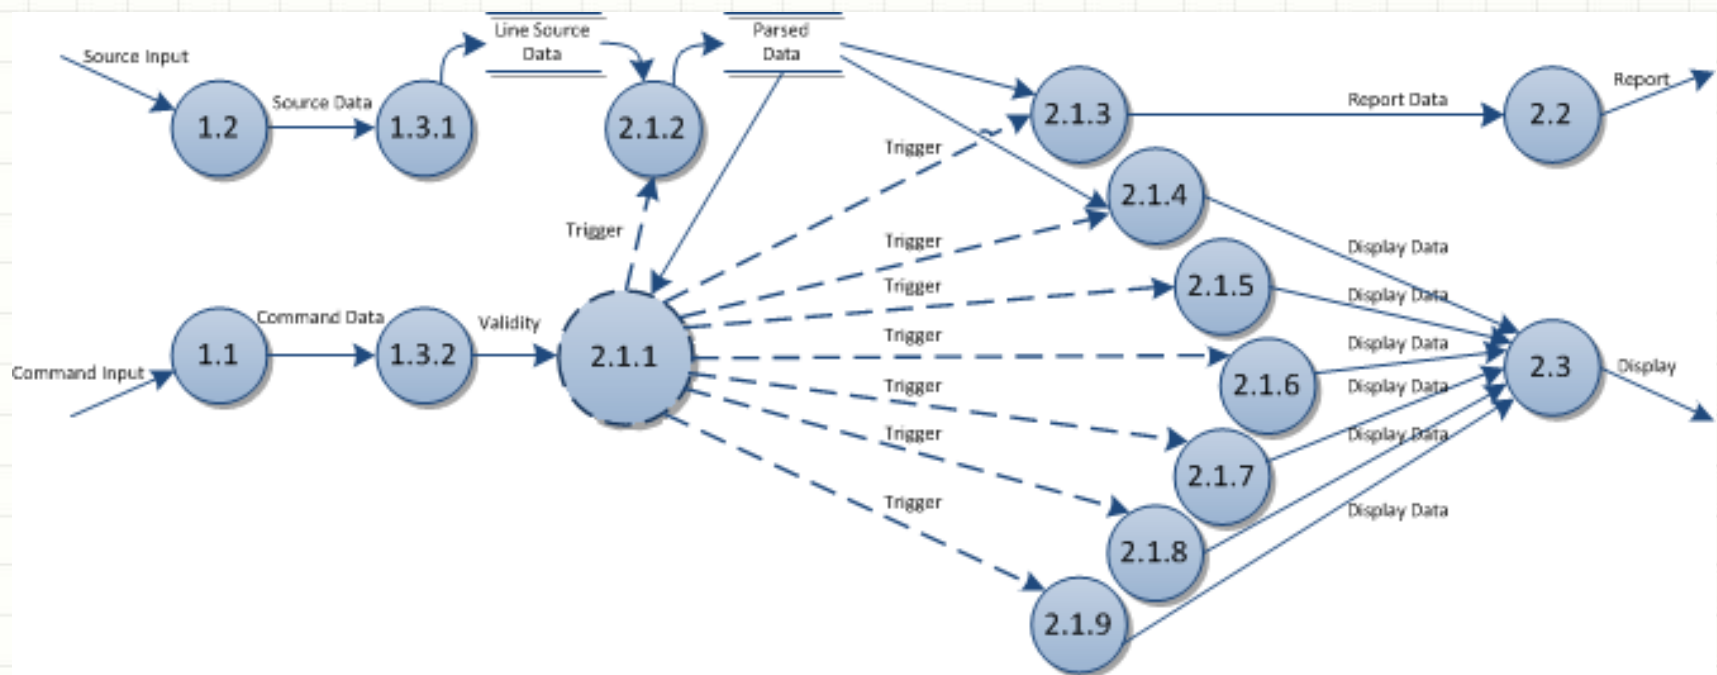 Line Source
Data
Parsed
Data
Source Input
Source Data
1.2
1.3.1
2.1.2
2.1.3
Report Data
2.2
Report
Trigger
2.1.4
Trigger
Trigger
Display Data
Trigger
2.1.5
Display Data
Command Data
Validity
Trigger
Display Data
1.1
1.3.2
2.1.1
2.3
Display
Command Input
Trigger
2.1.6
Display Data
Trigger
Display Data
2.1.7
Trigger
Display Data
2.1.8
2.1.9